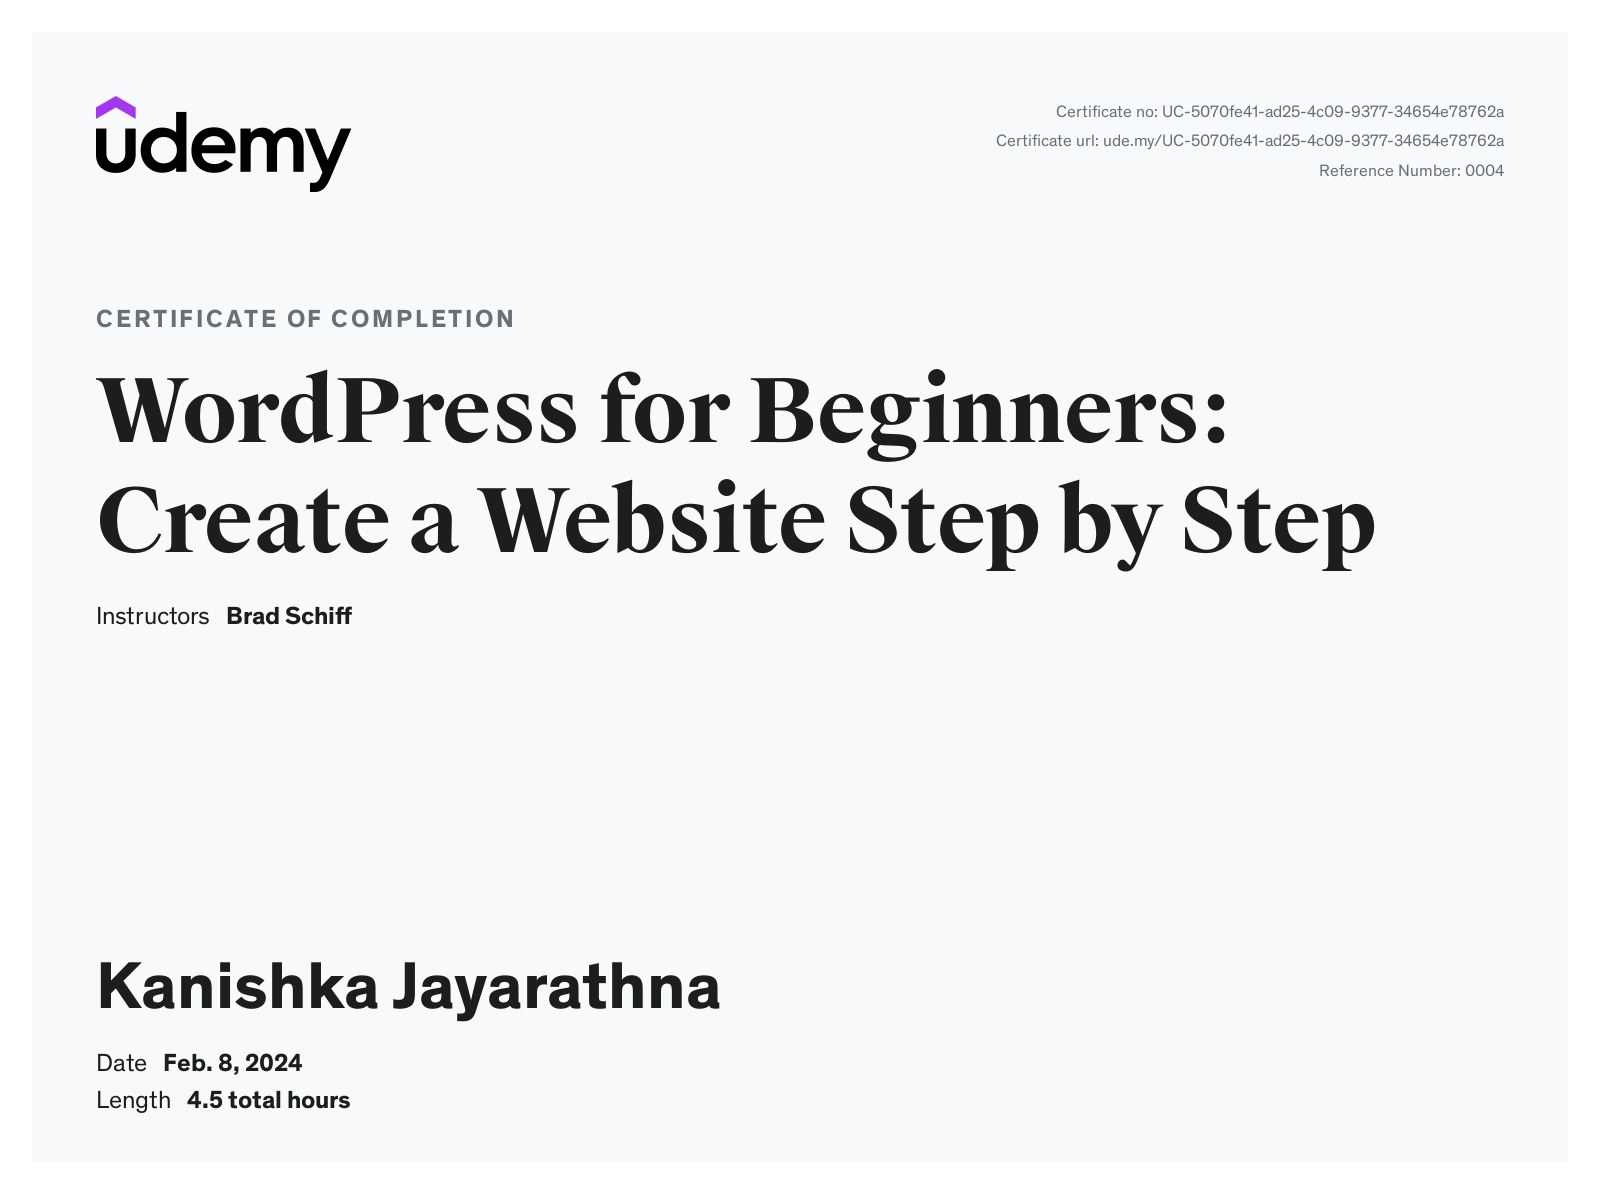 udemy
Certificate no: UC-5070fe41-ad25-4c09-9377-34654e78762a
Certificate url: ude.my/UC-5070fe41-ad25-4c09-9377-34654e78762a
Reference Number: 0004
CERTIFICATE OF COMPLETION
WordPress for Beginners:
Create a Website Step by Step
Instructors Brad Schiff
Kanishka Jayarathna
Date Feb. 8, 2024
Length 4.5 total hours